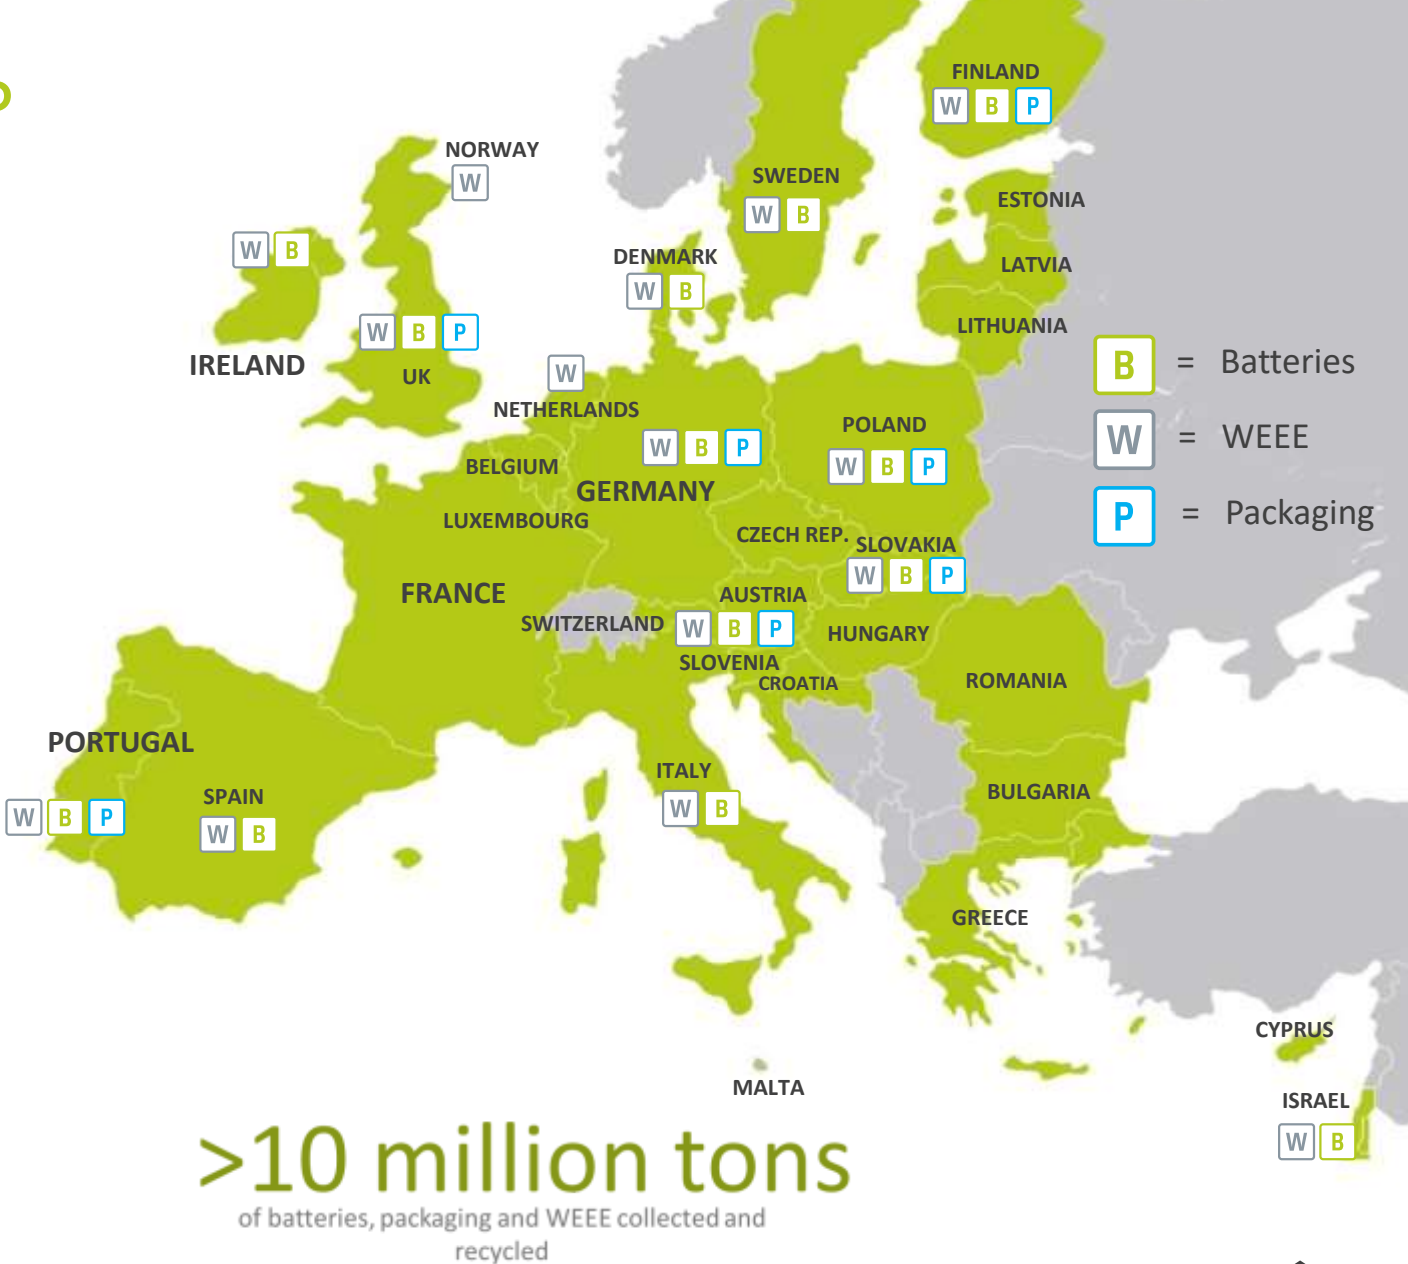 FINLAND
W B P
NORWAY
W
SWEDEN
W B
ESTONIA
W B
DENMARK
W B
LATVIA
LITHUANIA
W B P
IRELAND
UK
W
NETHERLANDS
B = Batteries
W = WEEE
P = Packaging
POLAND
W B P
W B P
BELGIUM
GERMANY
LUXEMBOURG
CZECH REP.
SLOVAKIA
W B P
FRANCE
AUSTRIA
SWITZERLAND
W B P
HUNGARY
SLOVENIA
CROATIA
ROMANIA
PORTUGAL
W B P
SPAIN
W B
ITALY
W B
BULGARIA
GREECE
CYPRUS
MALTA
ISRAEL
W B
>10 million tons
of batteries, packaging and WEEE collected and
recycled